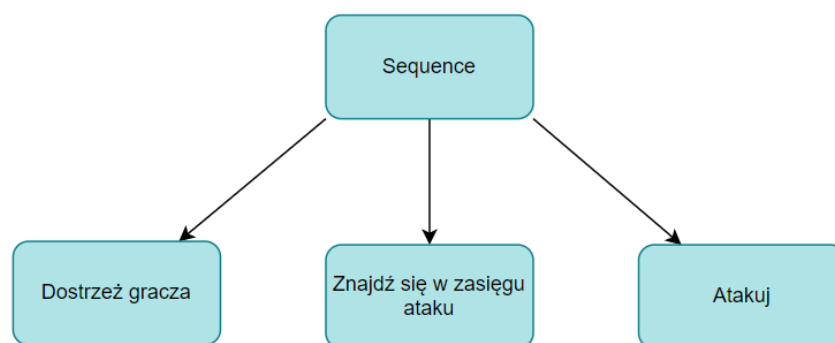 Sequence
Dostrzeż gracza
Znajdź się w zasięgu
ataku
Atakuj